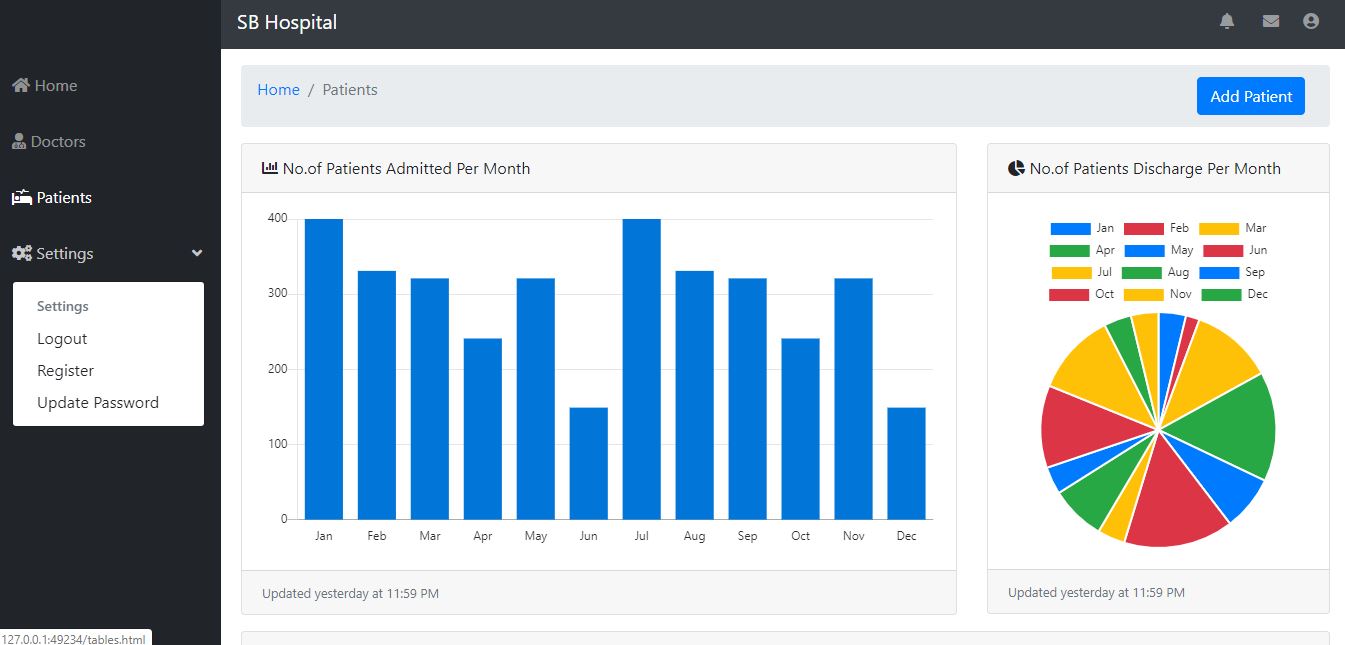 SB Hospital
Home
Doctors
Patients
Settings
Settings
Logout
Register
Update Password
Home / Patients
Add Patient
No.of Patients Admitted Per Month
400
300
200
100
0
Jan Feb Mar Apr May Jun Jul Aug Sep Oct Nov Dec
Updated yesterday at 11:59 PM
No.of Patients Discharge Per Month
Jan Feb Mar
Apr May Jun
Jul Aug Sep
Oct Nov Dec
Updated yesterday at 11:59 PM
127.0.0.1:49234/tables.html